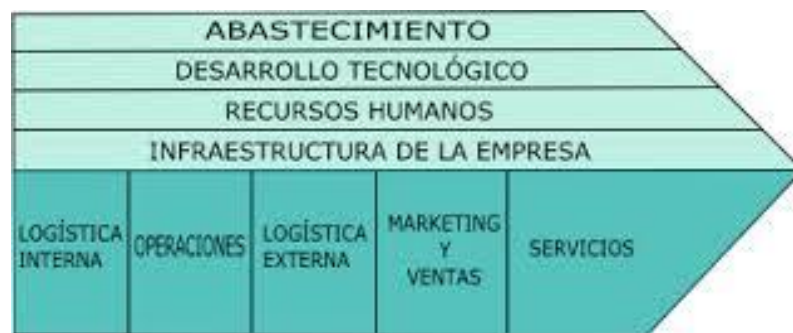 ABASTECIMIENTO
DESARROLLO TECNOLÓGICO
RECURSOS HUMANOS
INFRAESTRUCTURA DE LA EMPRESA
LOGÍSTICA
INTERNA
OPERACIONES
LOGÍSTICA
EXTERNA
MARKETING
Y
VENTAS
SERVICIOS